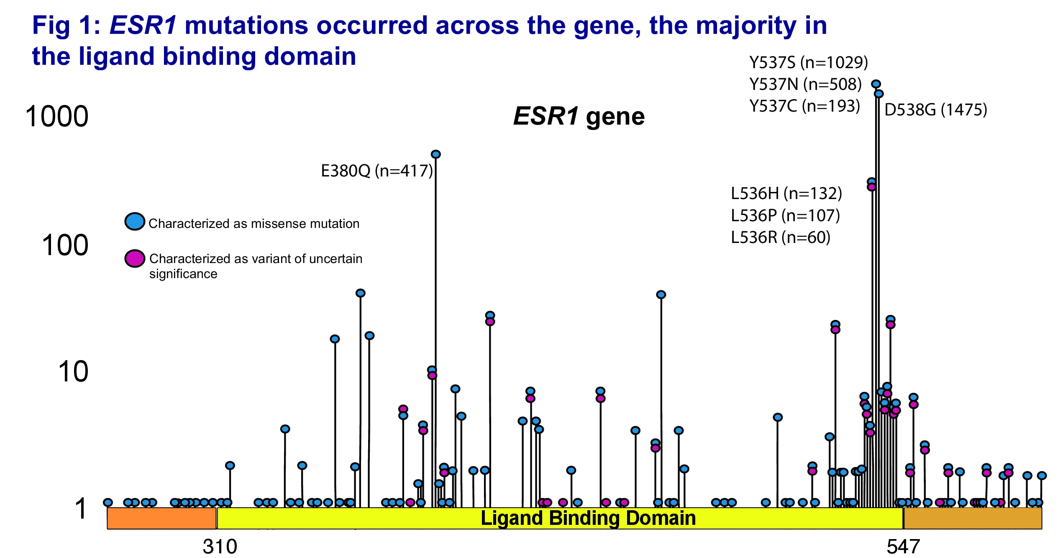 Fig 1: ESR1 mutations occurred across the gene, the majority in
the ligand binding domain
Y537S (n=1029)
Y537N (n=508)
Y537C (n=193)
D538G (1475)
1000
ESR1 gene
E380Q (n=417)
L536H (n=132)
L536P (n=107)
L536R (n=60)
Characterized as missense mutation
100
Characterized as variant of uncertain
significance
10
1
Ligand Binding Domain
310
547